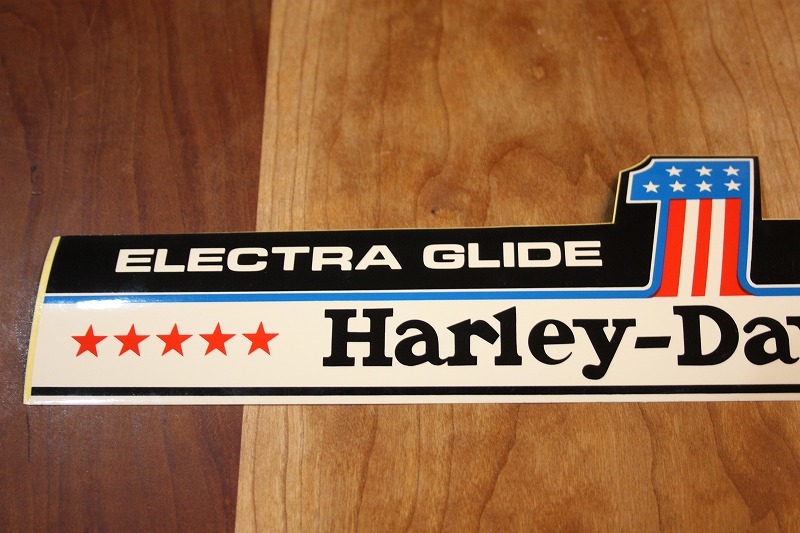 ELECTRA GLIDE 1
★★★★★ Harley-Da